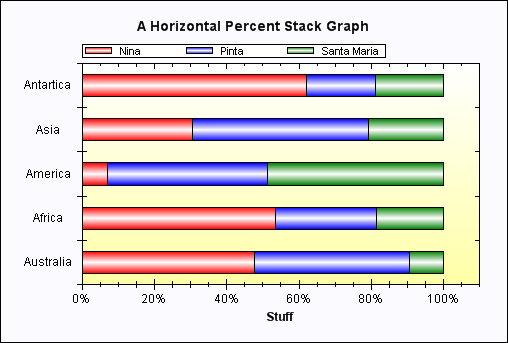 A Horizontal Percent Stack Graph
Nina Pinta Santa Maria
Antartica
Asia
America
Africa
Australia
0% 20% 40% 60% 80% 100%
Stuff